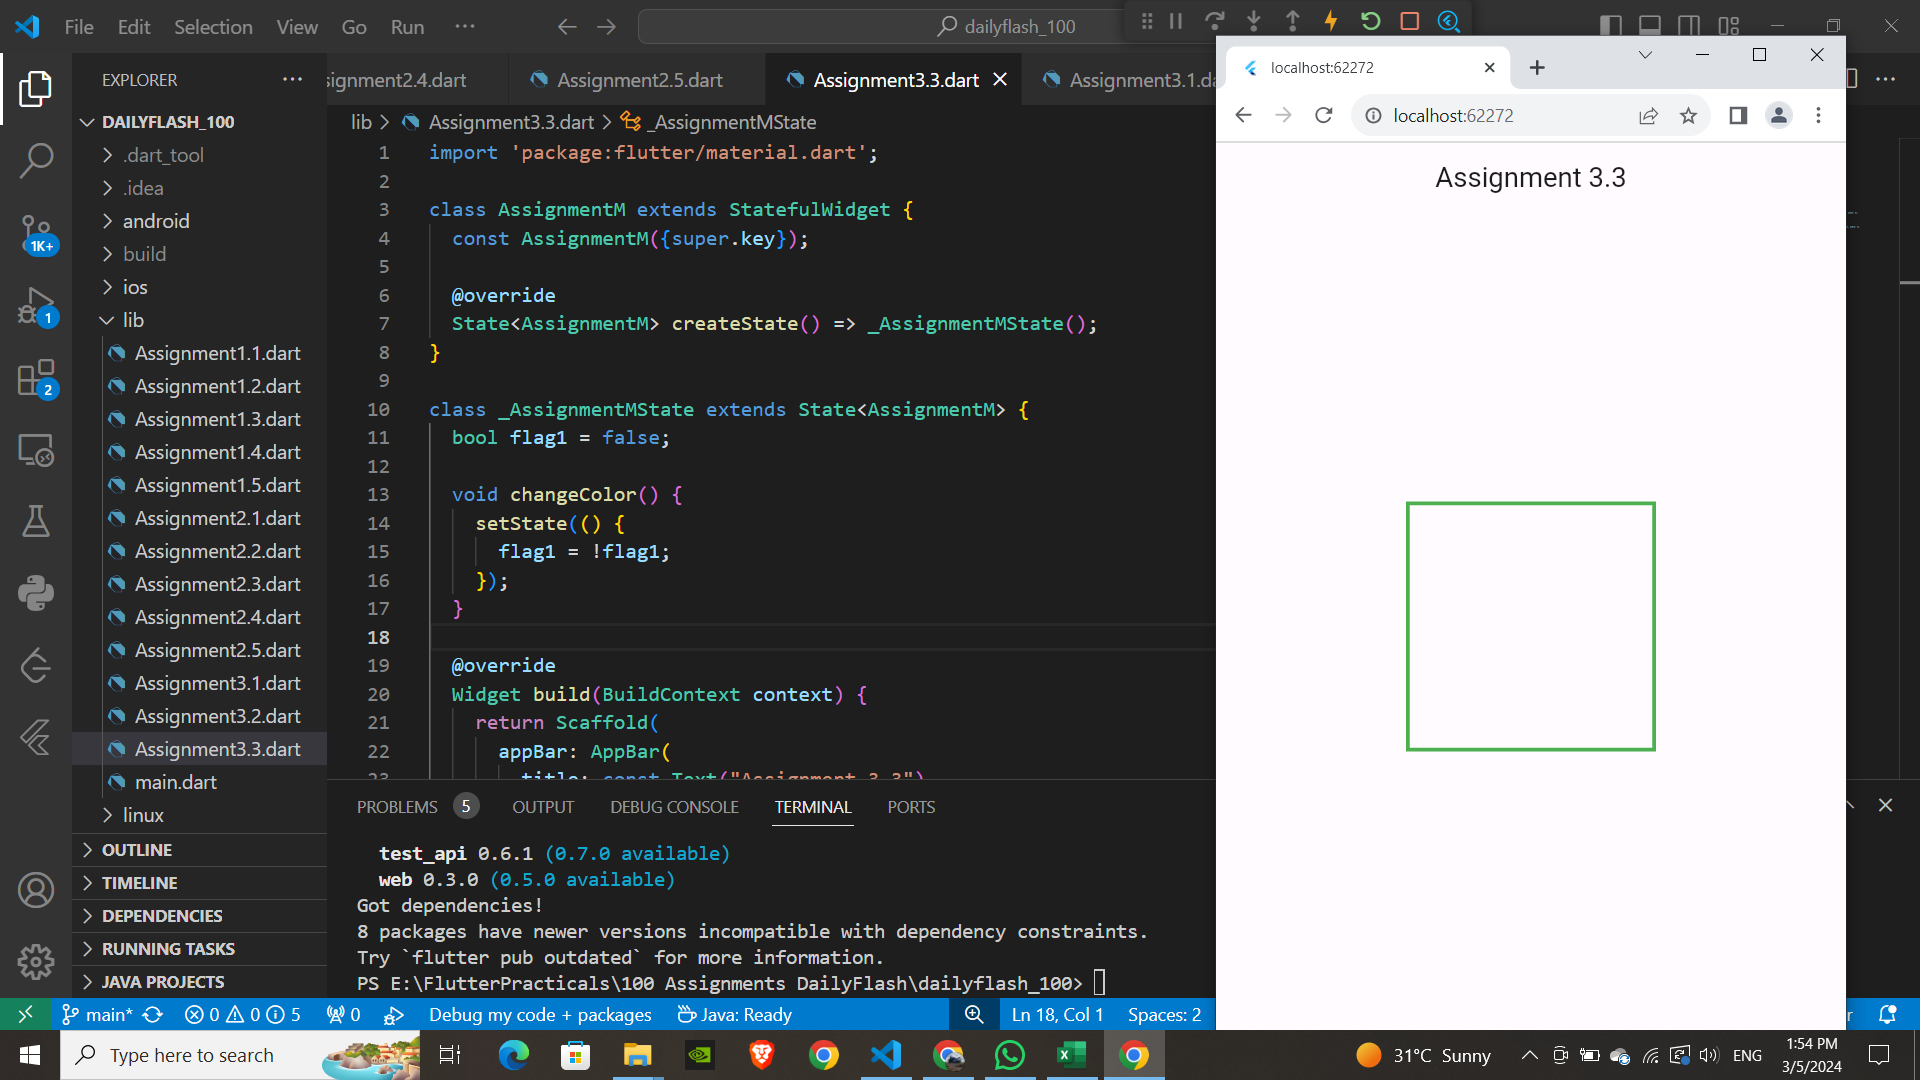 File Edit Selection View Go Run ···
dailyflash_100
EXPLORER ···
DAILYFLASH_100
.dart_tool
.idea
android
build
ios
lib
Assignment1.1.dart
Assignment1.2.dart
Assignment1.3.dart
Assignment1.4.dart
Assignment1.5.dart
Assignment2.1.dart
Assignment2.2.dart
Assignment2.3.dart
Assignment2.4.dart
Assignment2.5.dart
Assignment3.1.dart
Assignment3.2.dart
Assignment3.3.dart
main.dart
linux
OUTLINE
TIMELINE
DEPENDENCIES
RUNNING TASKS
JAVA PROJECTS
1K+
1
2
signment2.4.dart Assignment2.5.dart Assignment3.3.dart Assignment3.1.da
lib > Assignment3.3.dart > _AssignmentMState
1 import 'package:flutter/material.dart';
2
3 class AssignmentM extends StatefulWidget {
4 const AssignmentM({super.key});
5
6 @override
7 State<AssignmentM> createState() => _AssignmentMState();
8 }
9
10 class _AssignmentMState extends State<AssignmentM> {
11 bool flag1 = false;
12
13 void changeColor() {
14 setState(() {
15 flag1 = !flag1;
16 });
17 }
18
19 @override
20 Widget build(BuildContext context) {
21 return Scaffold(
22 appBar: AppBar(
23 title: const Text("Assignment 3.3")
PROBLEMS 5 OUTPUT DEBUG CONSOLE TERMINAL PORTS
test_api 0.6.1 (0.7.0 available)
web 0.3.0 (0.5.0 available)
Got dependencies!
8 packages have newer versions incompatible with dependency constraints.
Try `flutter pub outdated` for more information.
PS E:\FlutterPracticals\100 Assignments DailyFlash\dailyflash_100>
localhost:62272
localhost:62272
Assignment 3.3
main* 0 0 5 0 Debug my code + packages Java: Ready Ln 18, Col 1 Spaces: 2 r
Type here to search
31°C Sunny ENG
1:54 PM
3/5/2024